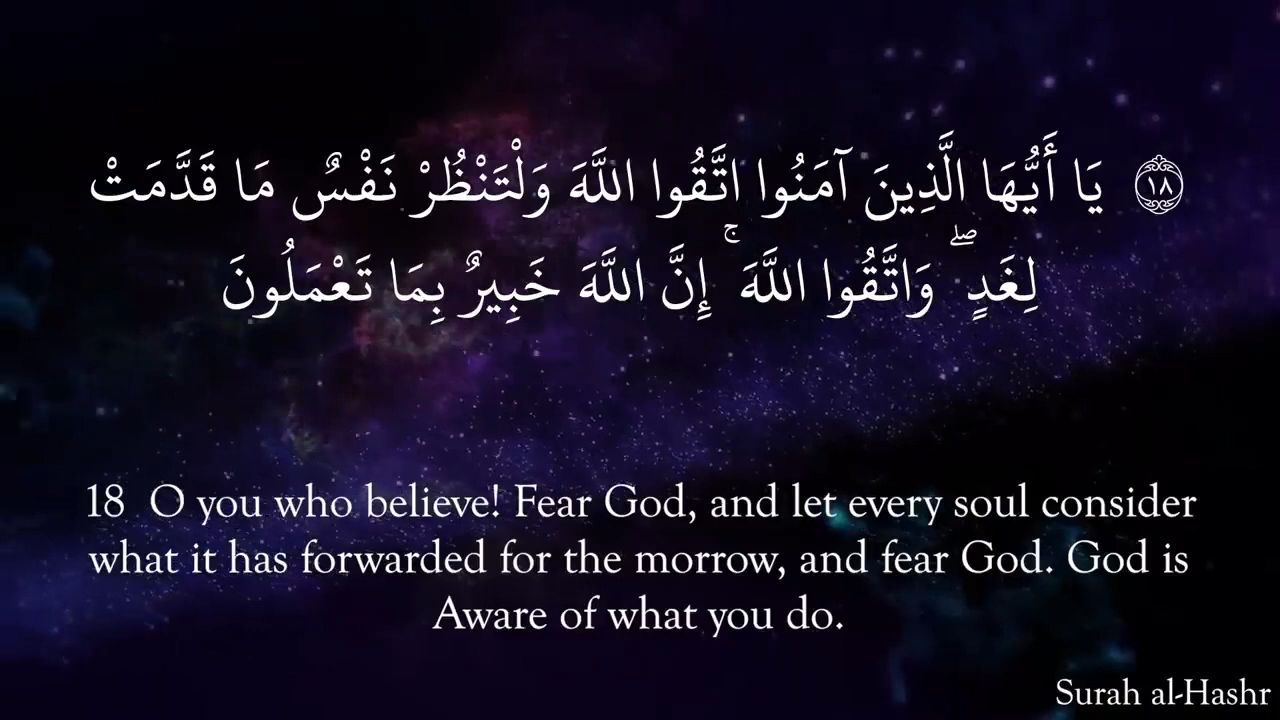 ١٨ يَا أَيُّهَا الَّذِينَ آمَنُوا اتَّقُوا اللَّهَ وَلْتَنْظُرْ نَفْسٌ مَا قَدَّمَتْ
لِغَدٍ ۖ وَاتَّقُوا اللَّهَ ۚ إِنَّ اللَّهَ خَبِيرٌ بِمَا تَعْمَلُونَ
18 O you who believe! Fear God, and let every soul consider
what it has forwarded for the morrow, and fear God. God is
Aware of what you do.
Surah al-Hashr